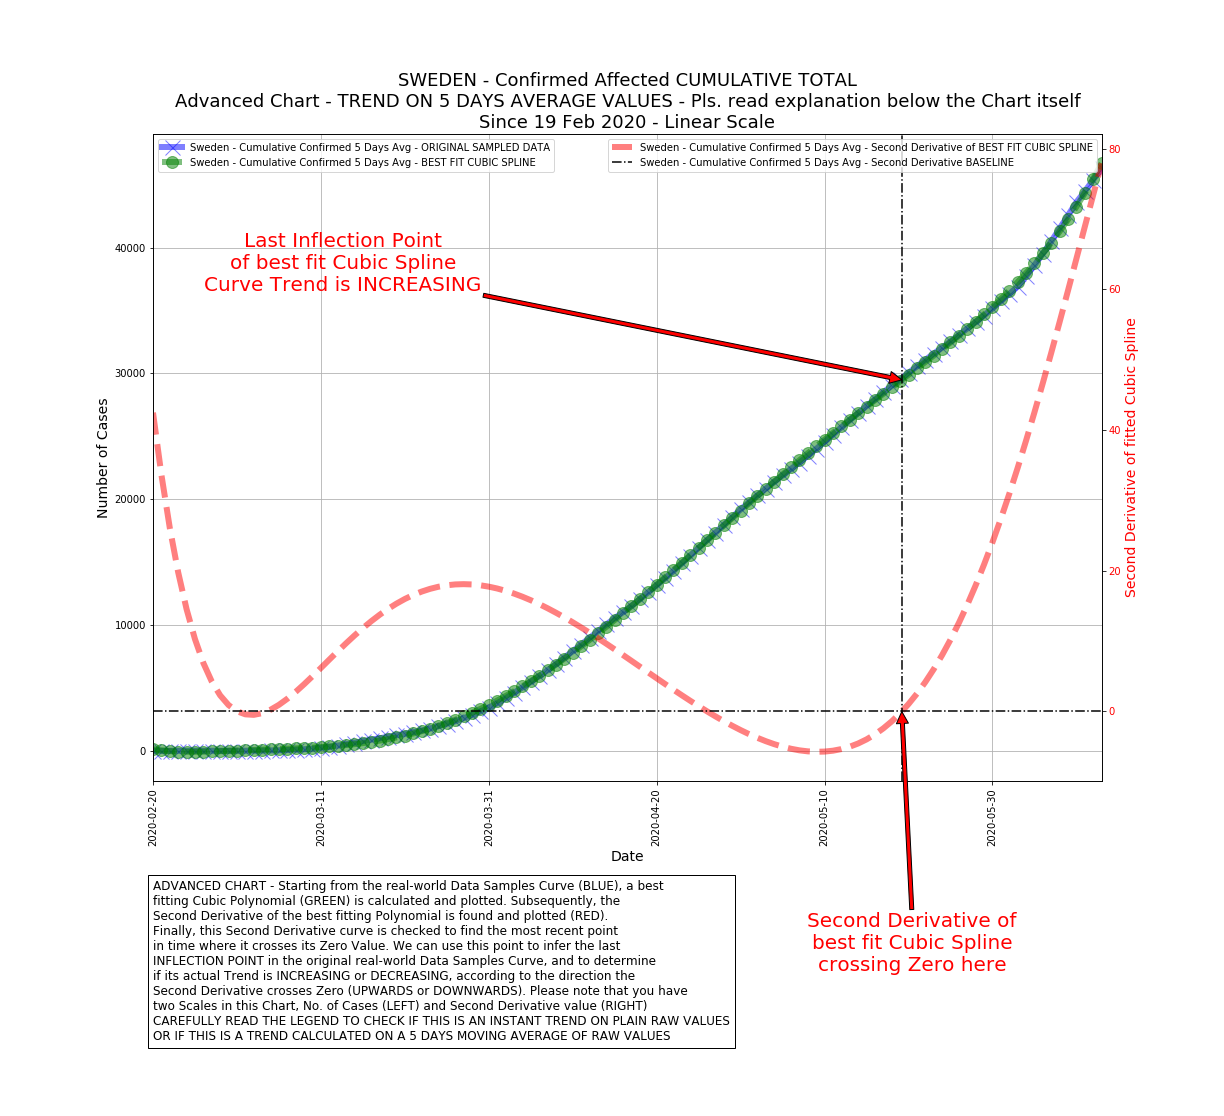 SWEDEN - Confirmed Affected CUMULATIVE TOTAL
Advanced Chart - TREND ON 5 DAYS AVERAGE VALUES - Pls. read explanation below the Chart itself
Since 19 Feb 2020 - Linear Scale
Sweden - Cumulative Confirmed 5 Days Avg - ORIGINAL SAMPLED DATA
Sweden - Cumulative Confirmed 5 Days Avg - BEST FIT CUBIC SPLINE
Sweden - Cumulative Confirmed 5 Days Avg - Second Derivative of BEST FIT CUBIC SPLINE
Sweden - Cumulative Confirmed 5 Days Avg - Second Derivative BASELINE
Last Inflection Point
of best fit Cubic Spline
Curve Trend is INCREASING
Number of Cases
40000
30000
20000
10000
0
80
60
40
20
0
Second Derivative of fitted Cubic Spline
2020-02-20
2020-03-11
2020-03-31
2020-04-20
2020-05-10
2020-05-30
Date
ADVANCED CHART - Starting from the real-world Data Samples Curve (BLUE), a best
fitting Cubic Polynomial (GREEN) is calculated and plotted. Subsequently, the
Second Derivative of the best fitting Polynomial is found and plotted (RED).
Finally, this Second Derivative curve is checked to find the most recent point
in time where it crosses its Zero Value. We can use this point to infer the last
INFLECTION POINT in the original real-world Data Samples Curve, and to determine
if its actual Trend is INCREASING or DECREASING, according to the direction the
Second Derivative crosses Zero (UPWARDS or DOWNWARDS). Please note that you have
two Scales in this Chart, No. of Cases (LEFT) and Second Derivative value (RIGHT)
CAREFULLY READ THE LEGEND TO CHECK IF THIS IS AN INSTANT TREND ON PLAIN RAW VALUES
OR IF THIS IS A TREND CALCULATED ON A 5 DAYS MOVING AVERAGE OF RAW VALUES
Second Derivative of
best fit Cubic Spline
crossing Zero here